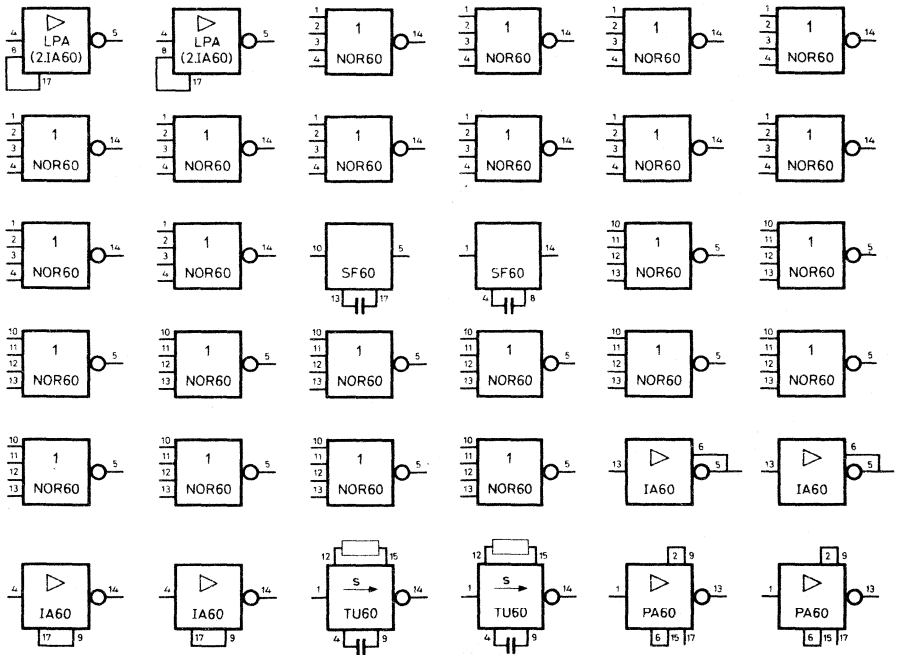 4 LPA (2.IA60) 5 8 17
4 LPA (2.IA60) 5 8 17
1 2 3 4 1 NOR60 14
1 2 3 4 1 NOR60 14
1 2 3 4 1 NOR60 14
1 2 3 4 1 NOR60 14
1 2 3 4 1 NOR60 14
1 2 3 4 1 NOR60 14
1 2 3 4 1 NOR60 14
1 2 3 4 1 NOR60 14
1 2 3 4 1 NOR60 14
1 2 3 4 1 NOR60 14
1 2 3 4 1 NOR60 14
1 2 3 4 1 NOR60 14
10 SF60 5 13 17
1 SF60 14 4 8
10 11 12 13 1 NOR60 5
10 11 12 13 1 NOR60 5
10 11 12 13 1 NOR60 5
10 11 12 13 1 NOR60 5
10 11 12 13 1 NOR60 5
10 11 12 13 1 NOR60 5
10 11 12 13 1 NOR60 5
10 11 12 13 1 NOR60 5
10 11 12 13 1 NOR60 5
10 11 12 13 1 NOR60 5
10 11 12 13 1 NOR60 5
10 11 12 13 1 NOR60 5
13 IA60 6 5
13 IA60 6 5
4 IA60 14 17 9
4 IA60 14 17 9
12 15 1 S TU60 14 4 9
12 15 1 S TU60 14 4 9
2 9 1 PA60 13 6 15 17
2 9 1 PA60 13 6 15 17